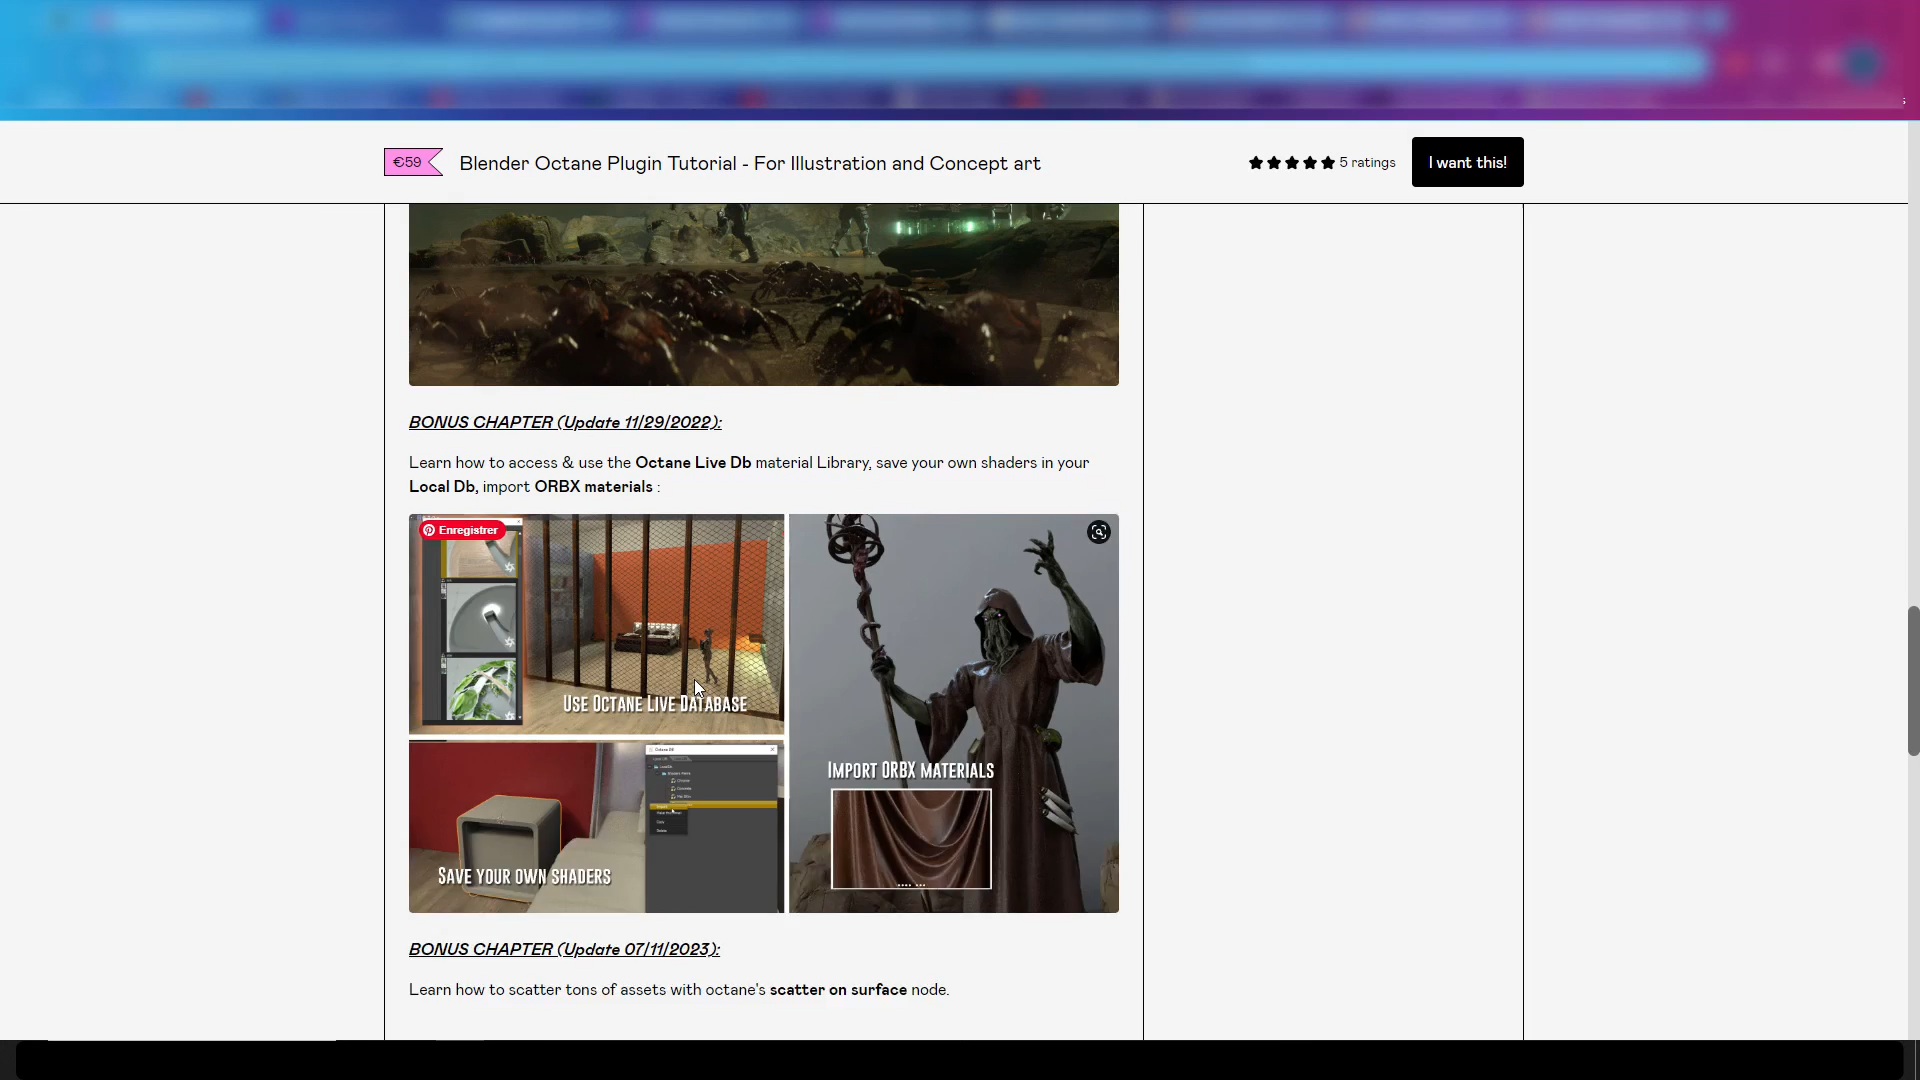 €59
Blender Octane Plugin Tutorial - For Illustration and Concept art
5 ratings
I want this!
BONUS CHAPTER (Update 11/29/2022):
Learn how to access & use the Octane Live Db material Library, save your own shaders in your
Local Db, import ORBX materials :
Enregistrer
USE OCTANE LIVE DATABASE
IMPORT ORBX MATERIALS
SAVE YOUR OWN SHADERS
BONUS CHAPTER (Update 07/11/2023):
Learn how to scatter tons of assets with octane's scatter on surface node.